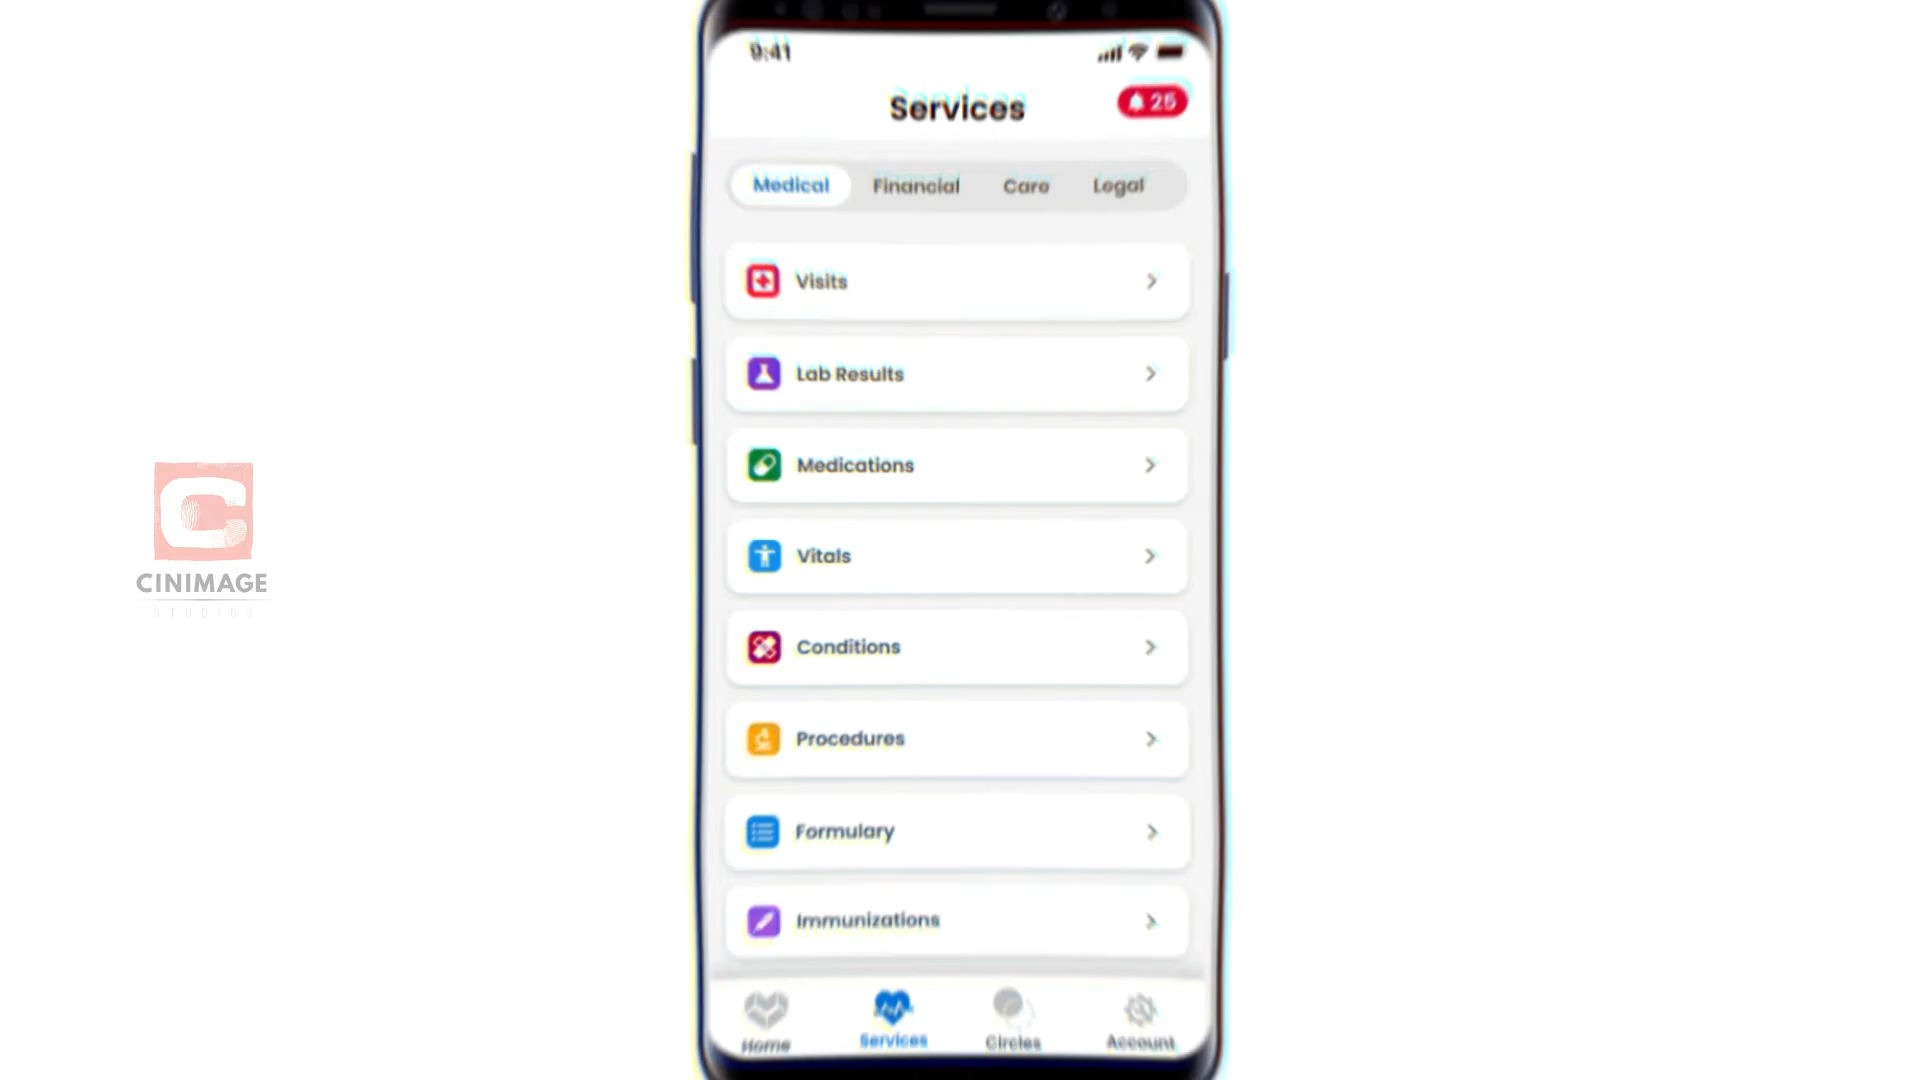 9:41
Services
25
Medical Financial Care Legal
Visits
Lab Results
Medications
Vitals
Conditions
Procedures
Formulary
Immunizations
Home Services Circles Account
C
CINIMAGE
STUDIOS